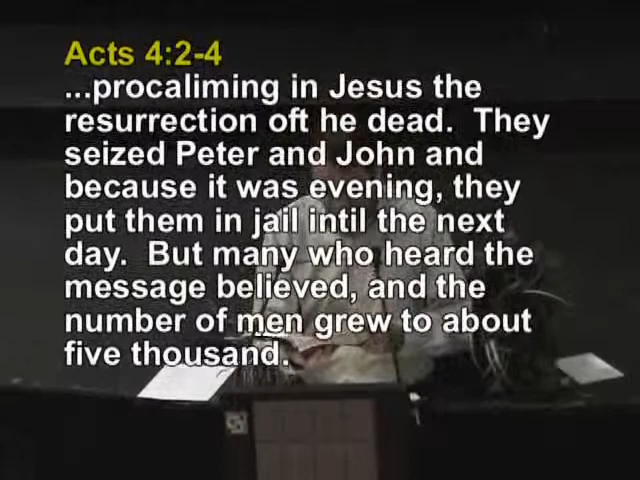 Acts 4:2-4
...procaliming in Jesus the
resurrection oft he dead.  They
seized Peter and John and
because it was evening, they
put them in jail intil the next
day.  But many who heard the
message believed, and the
number of men grew to about
five thousand.